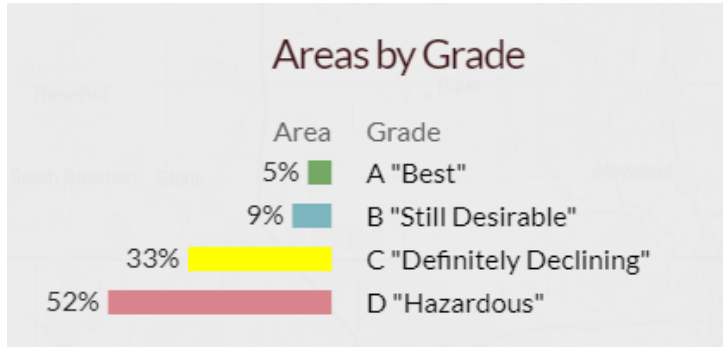 Areas by Grade
Area Grade
5% A "Best"
9% B "Still Desirable"
33% C "Definitely Declining"
52% D "Hazardous"